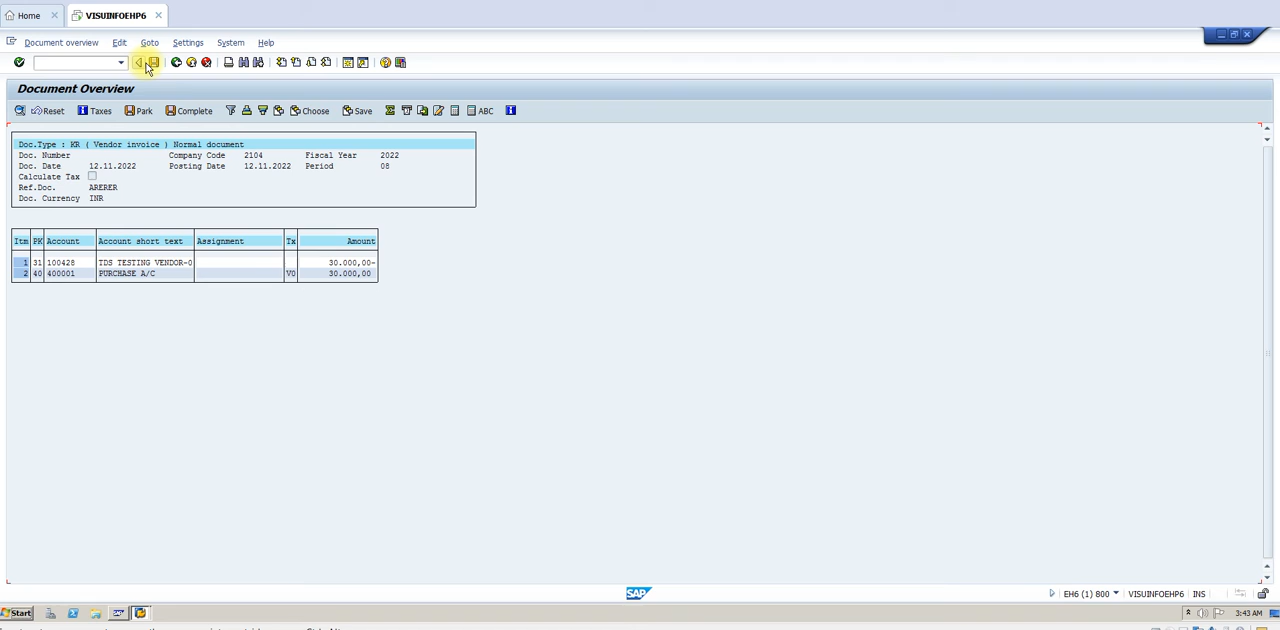 Home
VISUINFOEHP6
Document overview Edit Goto Settings System Help
Document Overview
Reset Taxes Park Complete Choose Save ABC
Doc.Type : KR ( Vendor invoice ) Normal document
Doc. Number Company Code 2104 Fiscal Year 2022
Doc. Date 12.11.2022 Posting Date 12.11.2022 Period 08
Calculate Tax
Ref.Doc. ARERER
Doc. Currency INR
Itm PK Account Account short text Assignment Tx Amount
1 31 100428 TDS TESTING VENDOR-0 30.000,00-
2 40 400001 PURCHASE A/C V0 30.000,00
SAP
EH6 (1) 800 VISUINFOEHP6 INS
Start 3:43 AM